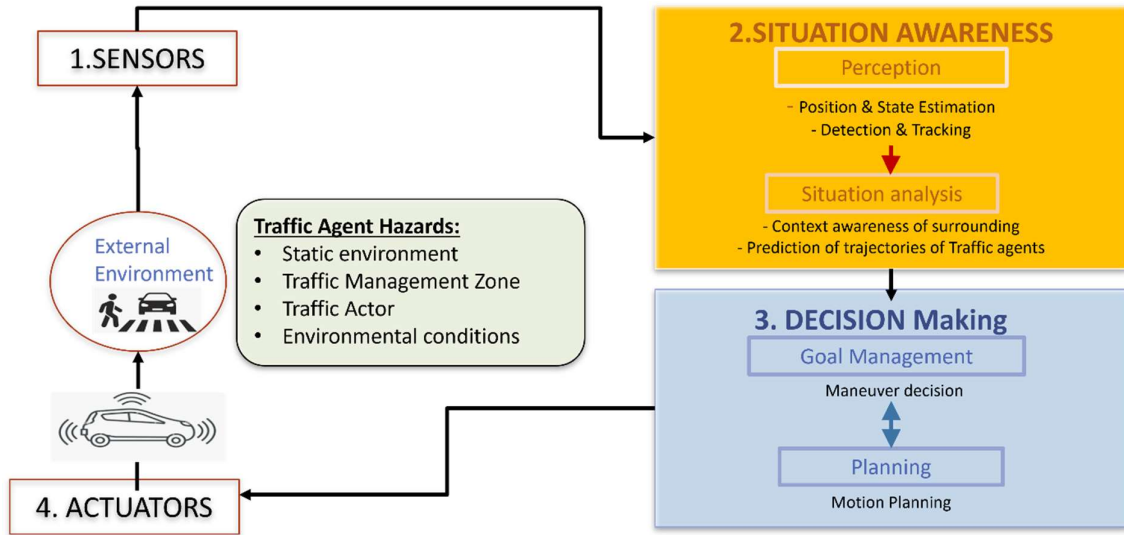 1.SENSORS
External
Environment
4. ACTUATORS
Traffic Agent Hazards:
• Static environment
• Traffic Management Zone
• Traffic Actor
• Environmental conditions
2.SITUATION AWARENESS
Perception
- Position & State Estimation
- Detection & Tracking
Situation analysis
- Context awareness of surrounding
- Prediction of trajectories of Traffic agents
3. DECISION Making
Goal Management
Maneuver decision
Planning
Motion Planning